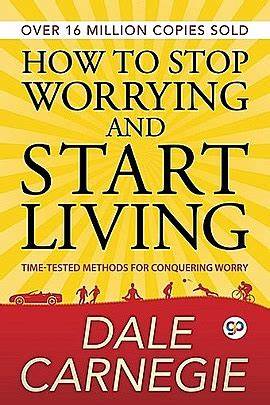 OVER 16 MILLION COPIES SOLD
HOW TO STOP
WORRYING
AND
START
LIVING
TIME-TESTED METHODS FOR CONQUERING WORRY
gp
DALE
CARNEGIE